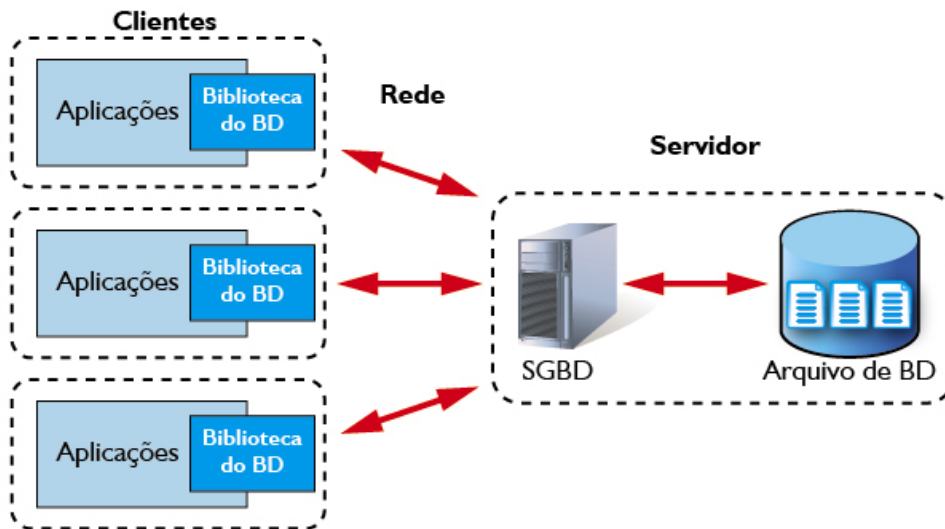 Clientes
Aplicações
Biblioteca
do BD
Rede
Aplicações
Biblioteca
do BD
Aplicações
Biblioteca
do BD
Servidor
SGBD
Arquivo de BD